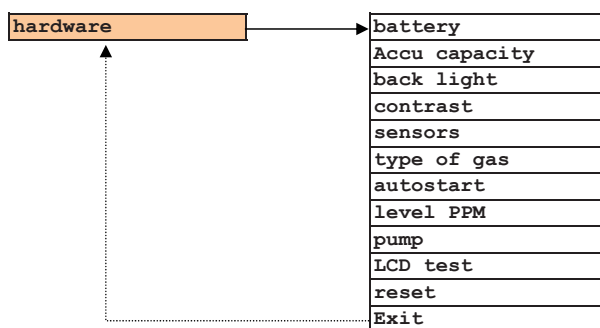 hardware
battery
Accu capacity
back light
contrast
sensors
type of gas
autostart
level PPM
pump
LCD test
reset
Exit